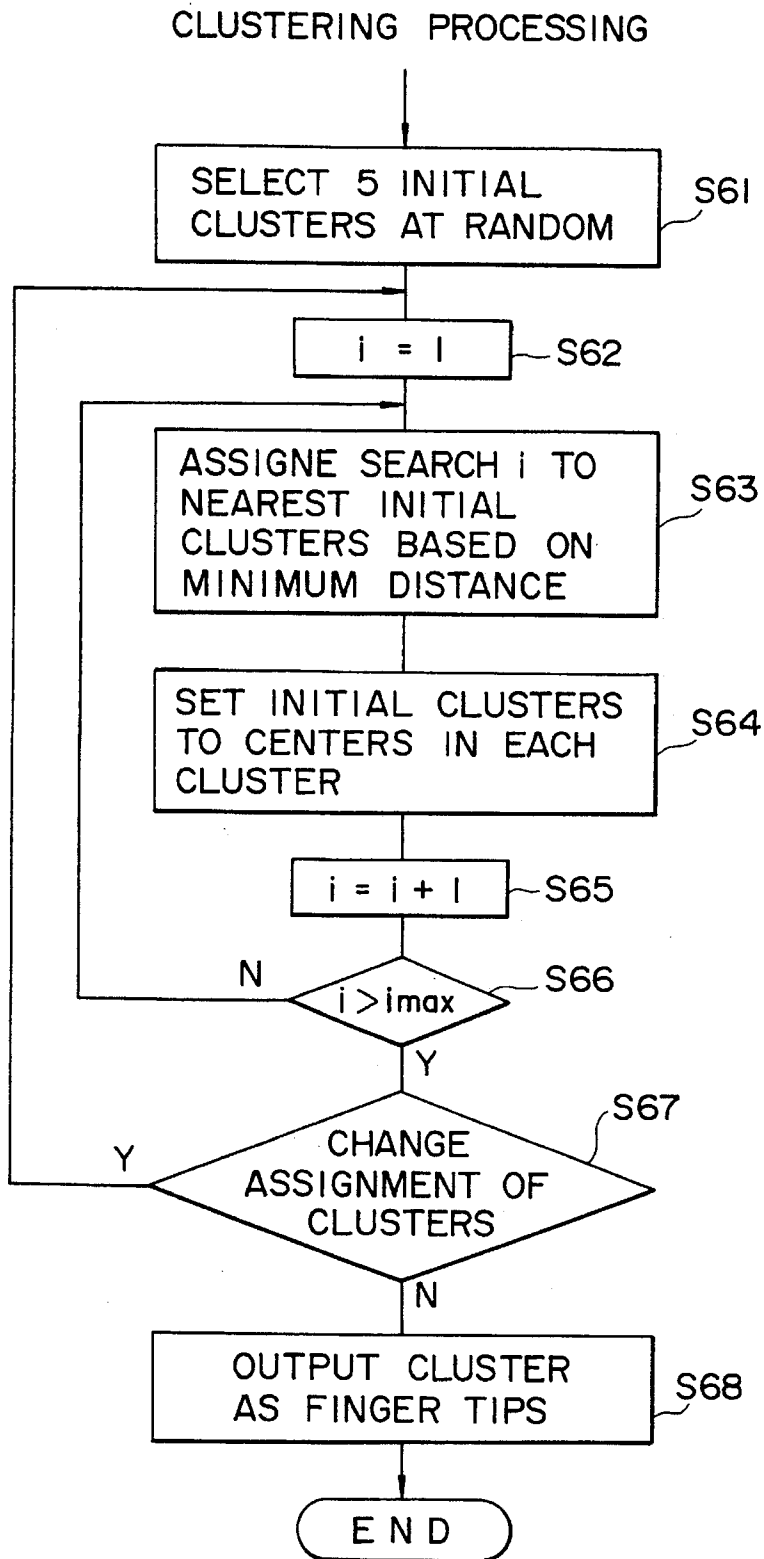 CLUSTERING PROCESSING
SELECT 5 INITIAL
CLUSTERS AT RANDOM
S61
i = 1
S62
ASSIGNE SEARCH i TO
NEAREST INITIAL
CLUSTERS BASED ON
MINIMUM DISTANCE
S63
SET INITIAL CLUSTERS
TO CENTERS IN EACH
CLUSTER
S64
i = i + 1
S65
N
i > imax
S66
Y
S67
Y
CHANGE
ASSIGNMENT OF
CLUSTERS
N
OUTPUT CLUSTER
AS FINGER TIPS
S68
END